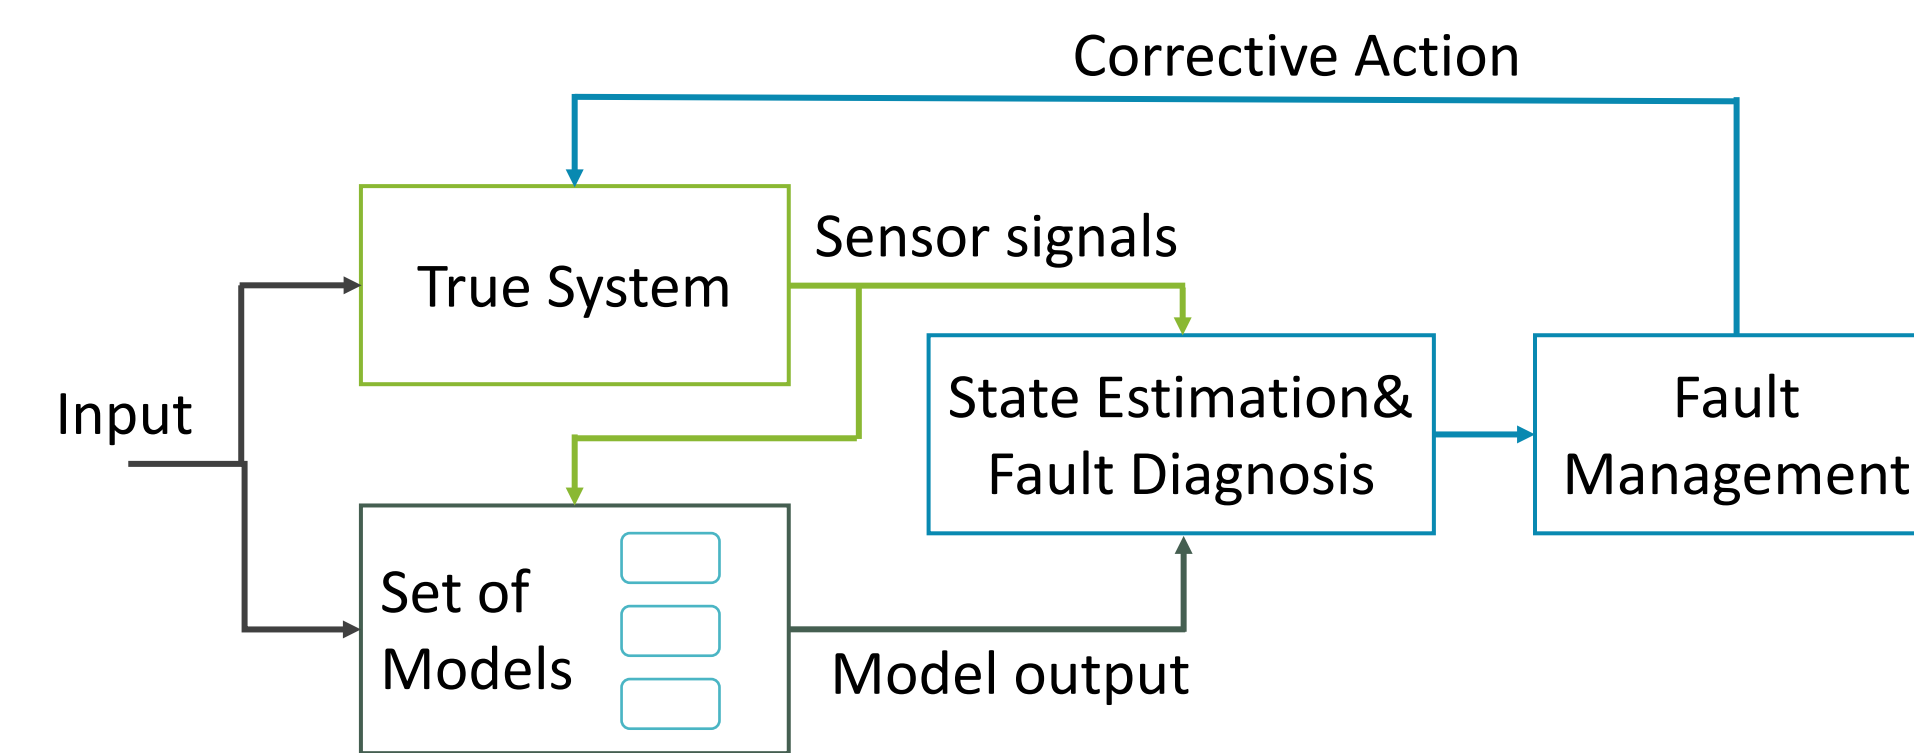 Corrective Action
Sensor signals
True System
Input
State Estimation&
Fault Diagnosis
Fault
Management
Set of
Models
Model output